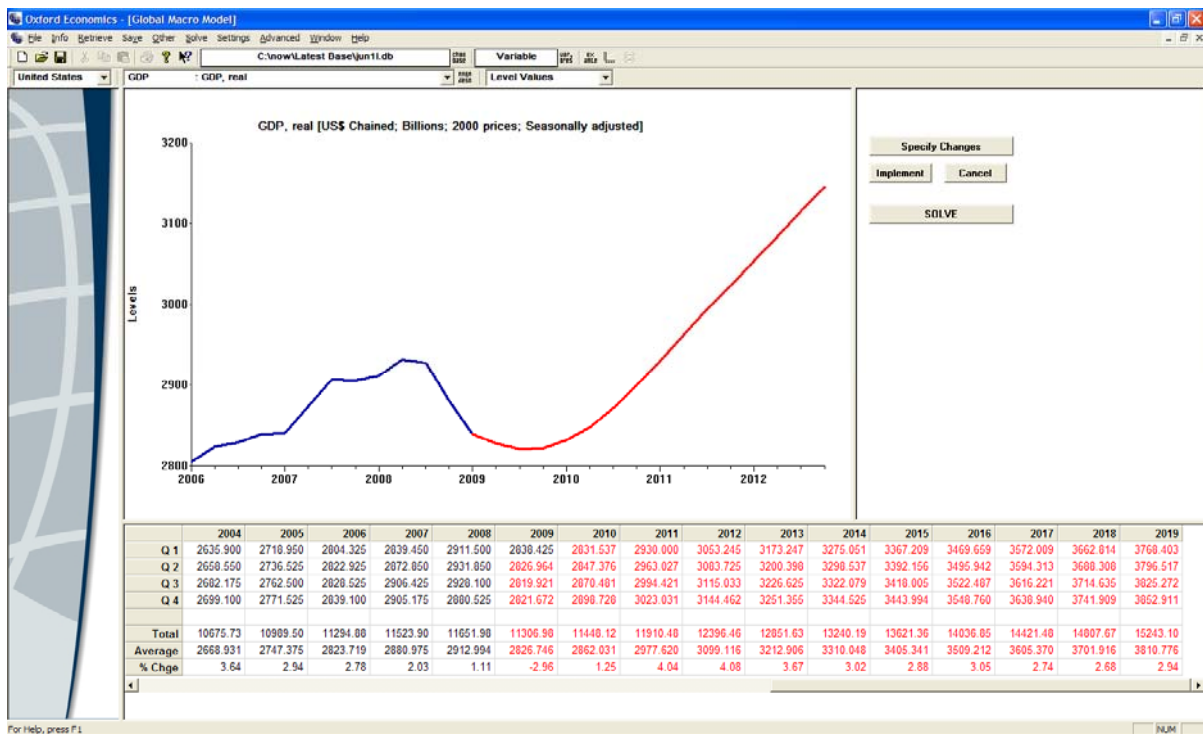 Oxford Economics - [Global Macro Model]
File Info Retrieve Save Other Solve Settings Advanced Window Help
C:\now\Latest Base\jun1l.db Variable
United States GDP : GDP, real Level Values
GDP, real [US$ Chained; Billions; 2000 prices; Seasonally adjusted]
Levels
3200
3100
3000
2900
2800
2006 2007 2008 2009 2010 2011 2012
Specify Changes
Implement Cancel
SOLVE
2004 2005 2006 2007 2008 2009 2010 2011 2012 2013 2014 2015 2016 2017 2018 2019
Q 1 2635.900 2718.950 2804.325 2839.450 2911.500 2838.425 2831.537 2930.000 3053.245 3173.247 3275.051 3367.209 3469.659 3572.009 3662.814 3768.403
Q 2 2658.550 2736.525 2822.925 2872.850 2931.850 2826.964 2847.376 2963.027 3083.725 3200.398 3298.537 3392.156 3495.942 3594.313 3688.308 3796.517
Q 3 2682.175 2762.500 2828.525 2906.425 2928.100 2819.921 2870.481 2994.421 3115.033 3226.625 3322.079 3418.005 3522.487 3616.221 3714.635 3825.272
Q 4 2699.100 2771.525 2839.100 2905.175 2880.525 2821.672 2898.728 3023.031 3144.462 3251.355 3344.525 3443.994 3548.760 3638.940 3741.909 3852.911
Total 10675.73 10989.50 11294.88 11523.90 11651.98 11306.98 11448.12 11910.48 12396.46 12851.63 13240.19 13621.36 14036.85 14421.48 14807.67 15243.10
Average 2668.931 2747.375 2823.719 2880.975 2912.994 2826.746 2862.031 2977.620 3099.116 3212.906 3310.048 3405.341 3509.212 3605.370 3701.916 3810.776
% Chge 3.64 2.94 2.78 2.03 1.11 -2.96 1.25 4.04 4.08 3.67 3.02 2.88 3.05 2.74 2.68 2.94
For Help, press F1 NUM